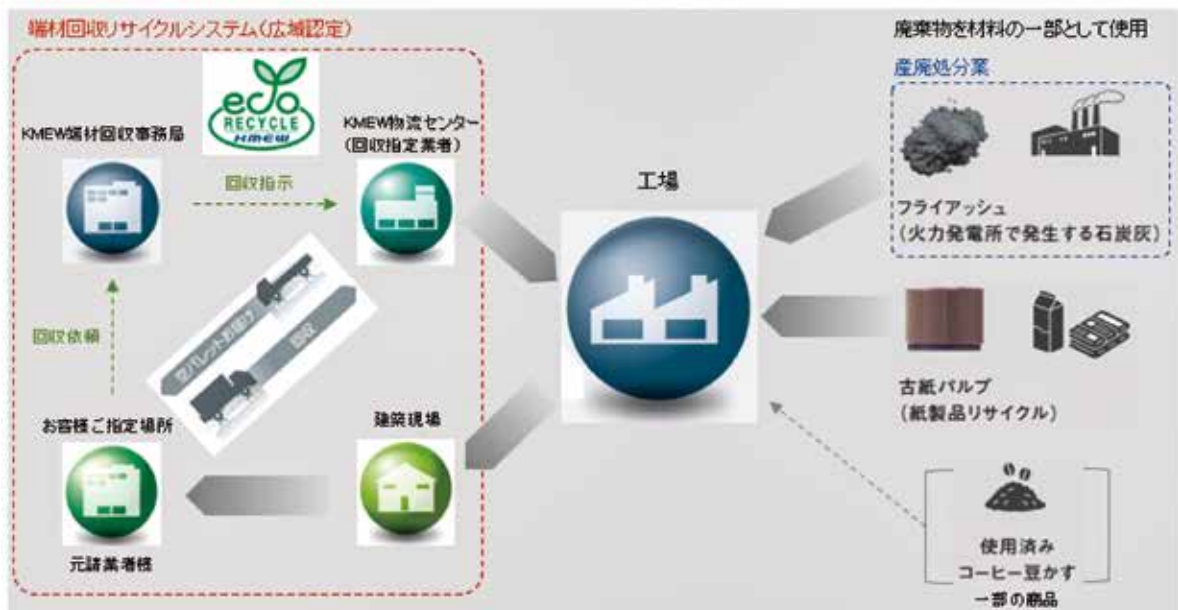 端材回収リサイクルシステム(広域認定)
eco
RECYCLE
KMEW
KMEW端材回収事務局
KMEW物流センター
(回収指定業者)
回収指示
回収依頼
空パレットお届け
回収
お客様ご指定場所
元請業者様
建築現場
工場
廃棄物を材料の一部として使用
産廃処分業
フライアッシュ
(火力発電所で発生する石炭灰)
古紙パルプ
(紙製品リサイクル)
使用済み
コーヒー豆かす
一部の商品